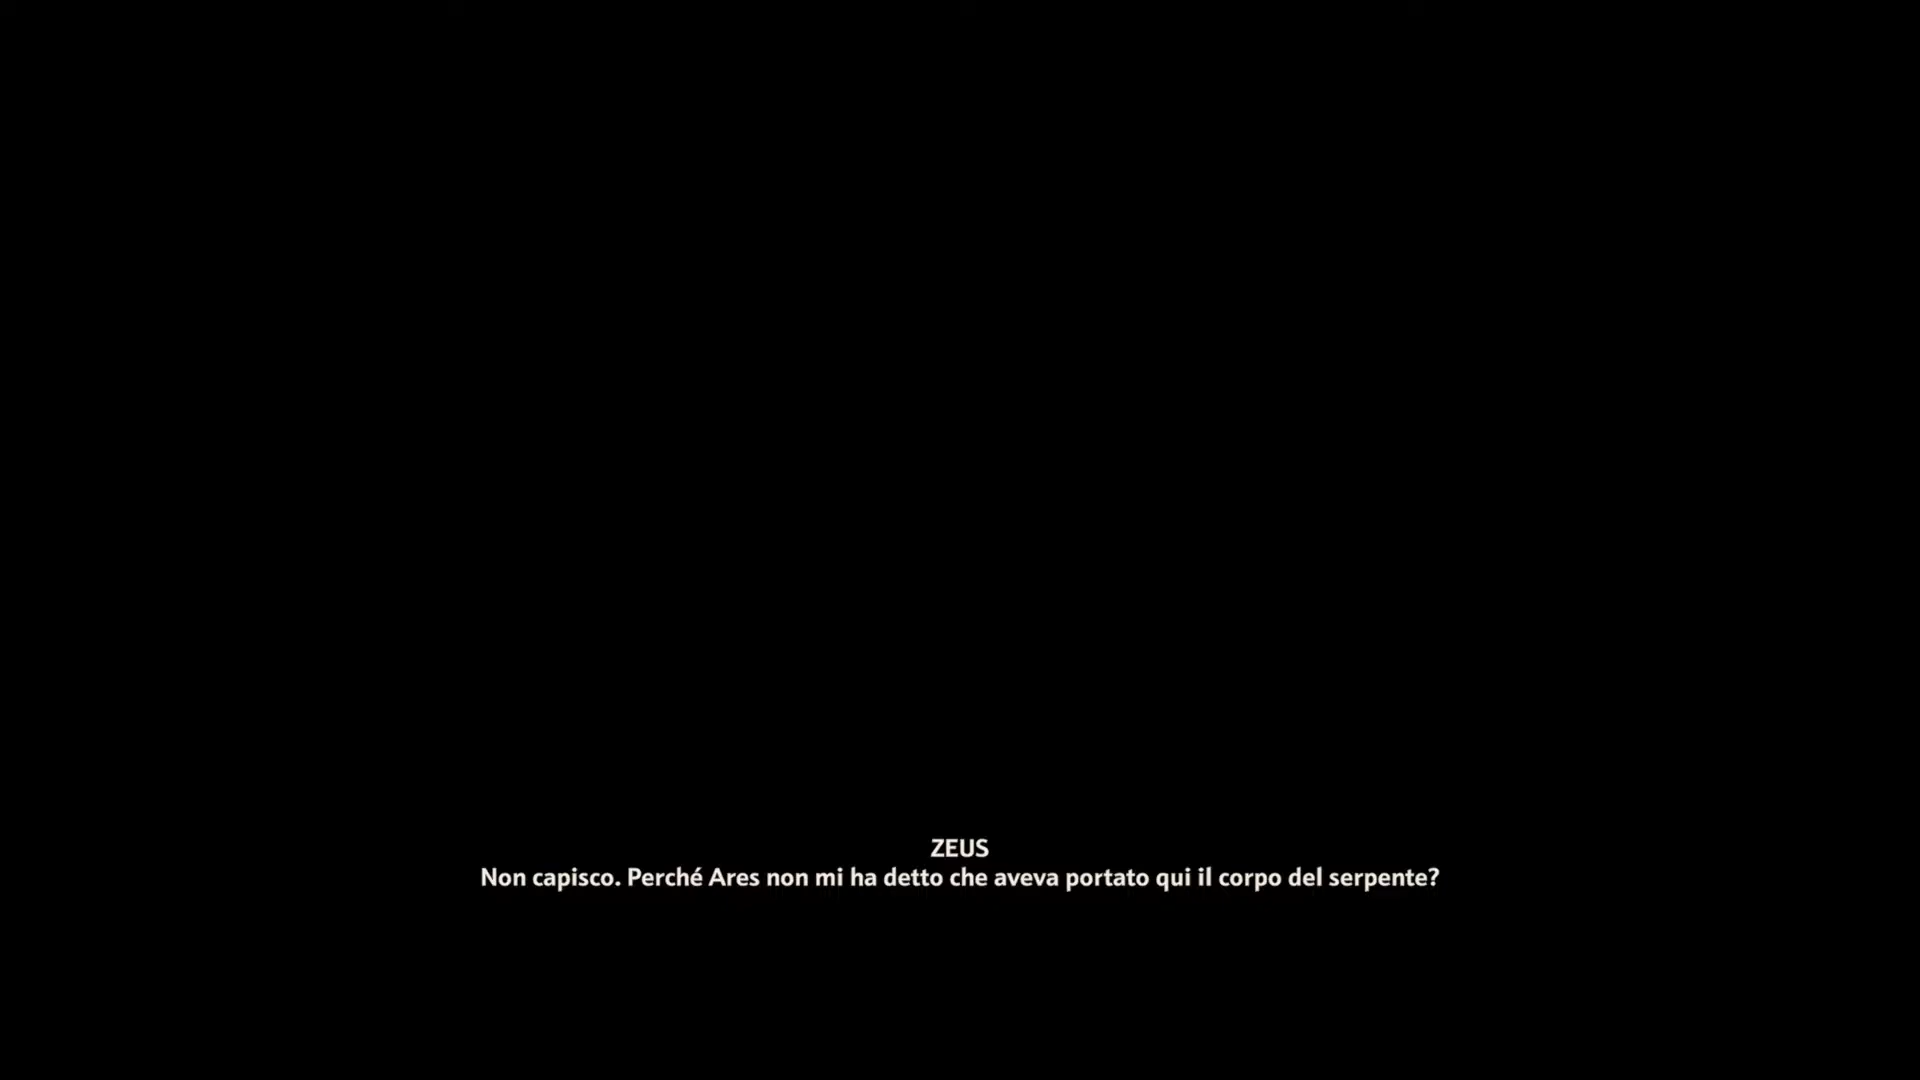 ZEUS
Non capisco. Perché Ares non mi ha detto che aveva portato qui il corpo del serpente?